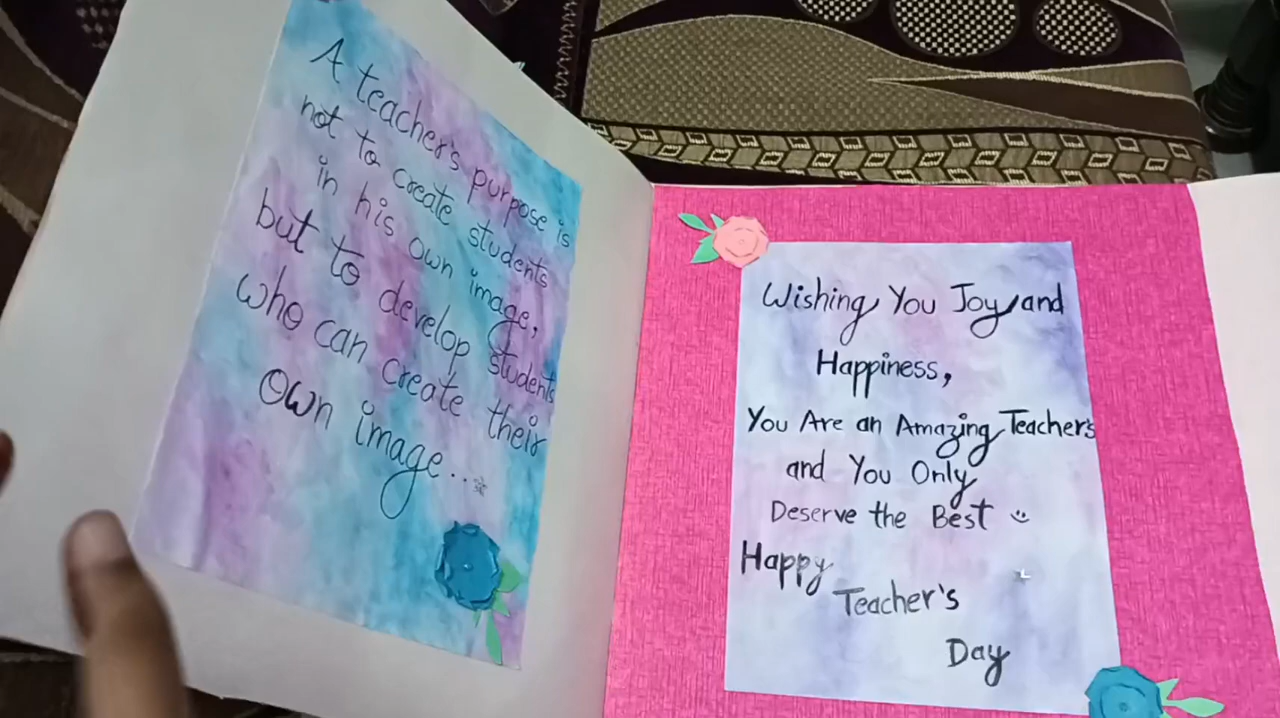 A teacher's purpose is
not to create students
in his own image,
but to develop students
who can create their
own image...
Wishing You Joy and
Happiness,
You Are an Amazing Teacher's
and You Only
Deserve the Best
Happy
Teacher's
Day